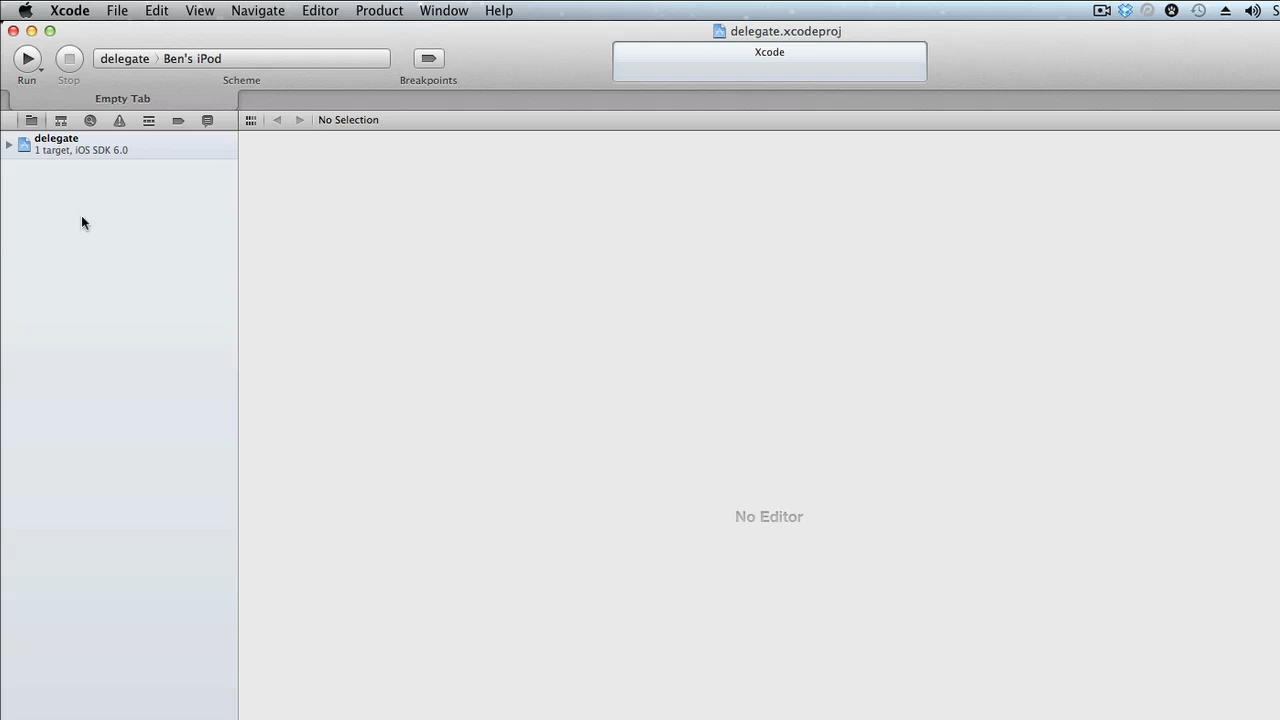 Xcode File Edit View Navigate Editor Product Window Help S
delegate.xcodeproj
delegate 〉 Ben's iPod
Xcode
Run Stop Scheme Breakpoints
Empty Tab
No Selection
delegate
1 target, iOS SDK 6.0
No Editor